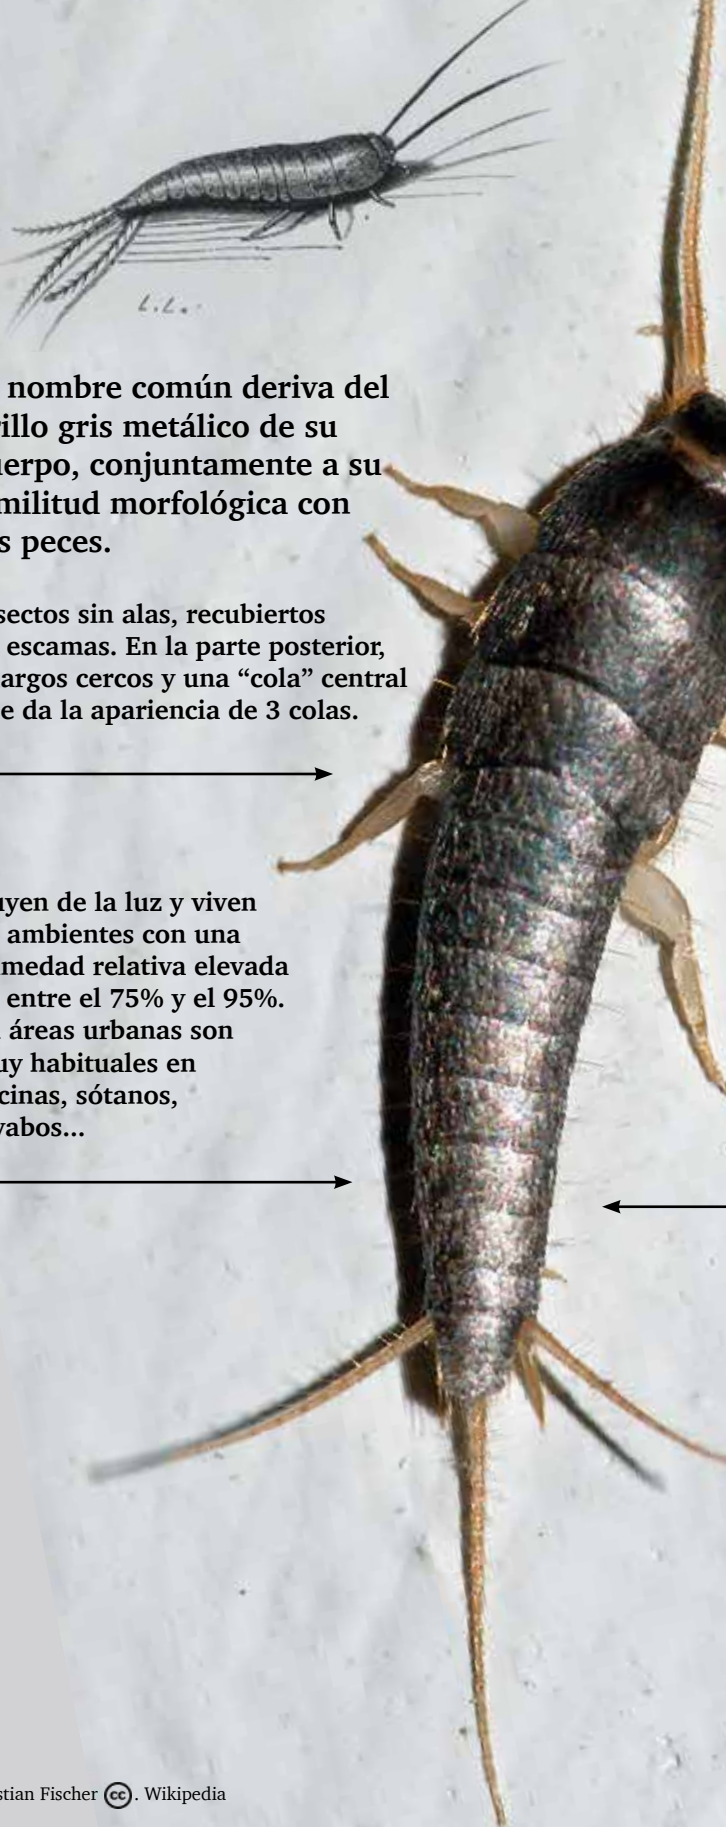 L.L.
nombre común deriva del
illo gris metálico de su
uerpo, conjuntamente a su
militud morfológica con
s peces.
sectos sin alas, recubiertos
escamas. En la parte posterior,
argos cercos y una “cola” central
e da la apariencia de 3 colas.
uyen de la luz y viven
ambientes con una
medad relativa elevada
entre el 75% y el 95%.
áreas urbanas son
uy habituales en
cinas, sótanos,
vabos...
stian Fischer cc. Wikipedia